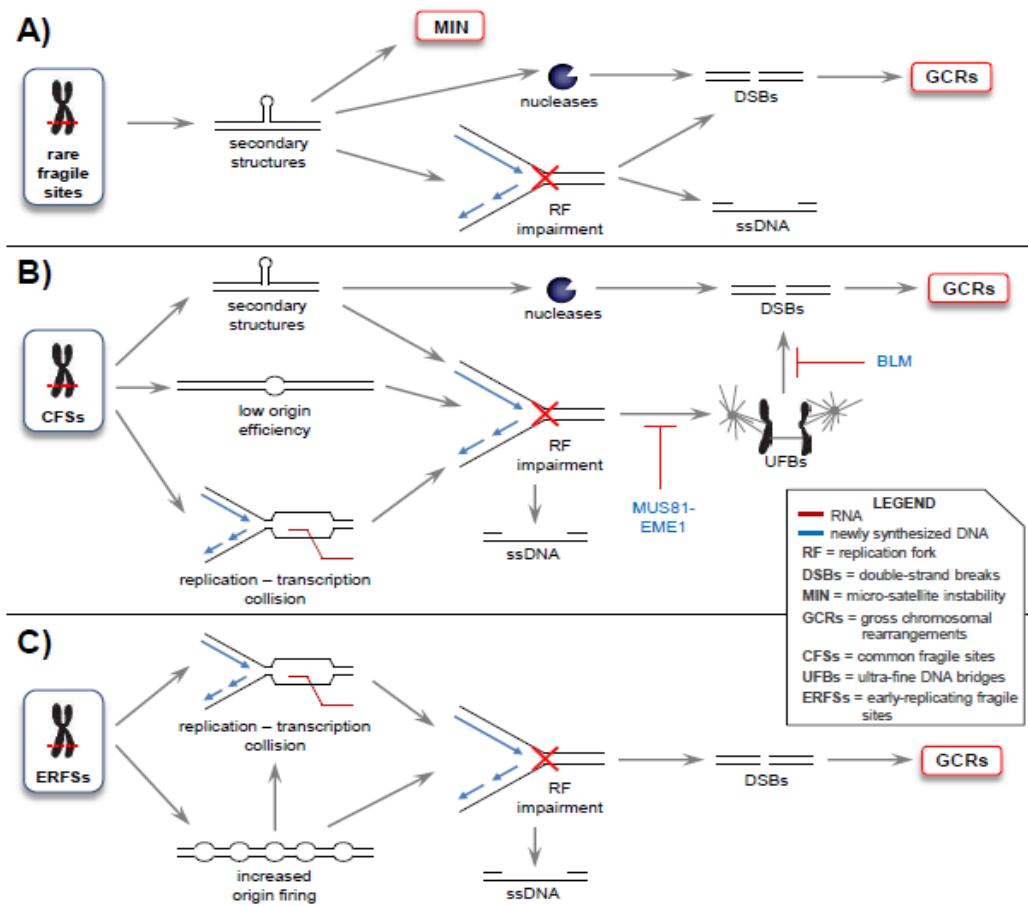 A)
MIN
rare
fragile
sites
secondary
structures
nucleases
DSBs
GCRs
RF
impairment
ssDNA
B)
CFSs
secondary
structures
nucleases
DSBs
GCRs
low origin
efficiency
RF
impairment
BLM
UFBs
MUS81-
EME1
ssDNA
replication – transcription
collision
LEGEND
RNA
newly synthesized DNA
RF = replication fork
DSBs = double-strand breaks
MIN = micro-satellite instability
GCRs = gross chromosomal
rearrangements
CFSs = common fragile sites
UFBs = ultra-fine DNA bridges
ERFSs = early-replicating fragile
sites
C)
ERFSs
replication – transcription
collision
increased
origin firing
RF
impairment
ssDNA
DSBs
GCRs